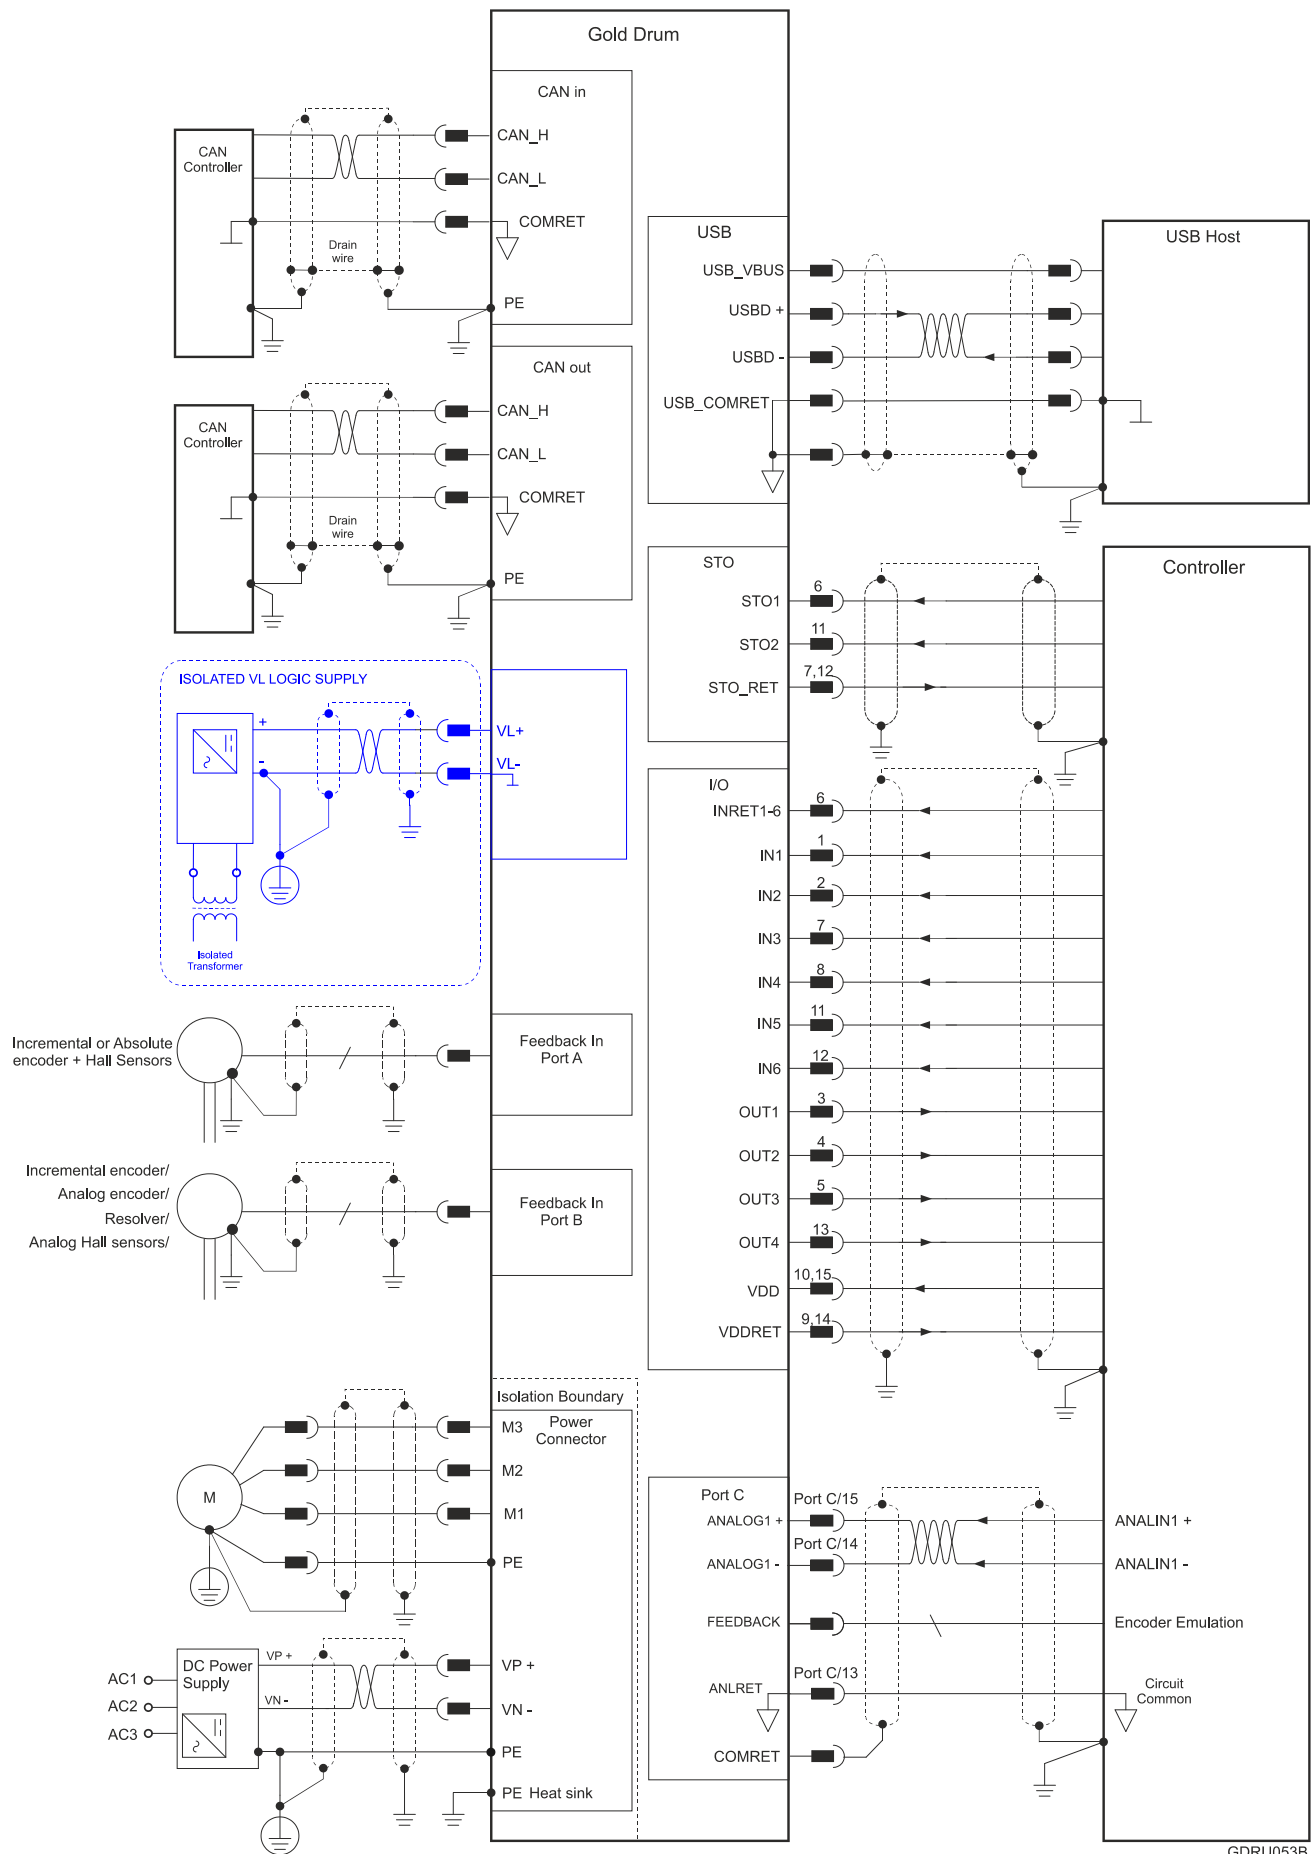 Gold Drum
CAN in
CAN_H
CAN
Controller
CAN_L
COMRET
Drain
wire
PE
CAN out
CAN_H
CAN
Controller
CAN_L
COMRET
Drain
wire
PE
USB
USB Host
USB_VBUS
USBD +
USBD -
USB_COMRET
STO
Controller
STO1
6
STO2
11
STO_RET
7,12
ISOLATED VL LOGIC SUPPLY
+
VL+
-
VL-
Isolated
Transformer
I/O
INRET1-6
6
IN1
1
IN2
2
IN3
7
IN4
8
IN5
11
IN6
12
OUT1
3
OUT2
4
OUT3
5
OUT4
13
VDD
10,15
VDDRET
9,14
Incremental or Absolute
encoder + Hall Sensors
Feedback In
Port A
Incremental encoder/
Analog encoder/
Resolver/
Analog Hall sensors/
Feedback In
Port B
Isolation Boundary
Power
Connector
M3
M2
M
M1
PE
DC Power
Supply
AC1
AC2
AC3
VP +
VN -
VP +
VN -
PE
PE Heat sink
Port C
Port C/15
ANALOG1 +
ANALIN1 +
Port C/14
ANALOG1 -
ANALIN1 -
FEEDBACK
Encoder Emulation
Port C/13
ANLRET
Circuit
Common
COMRET
GDRU053B